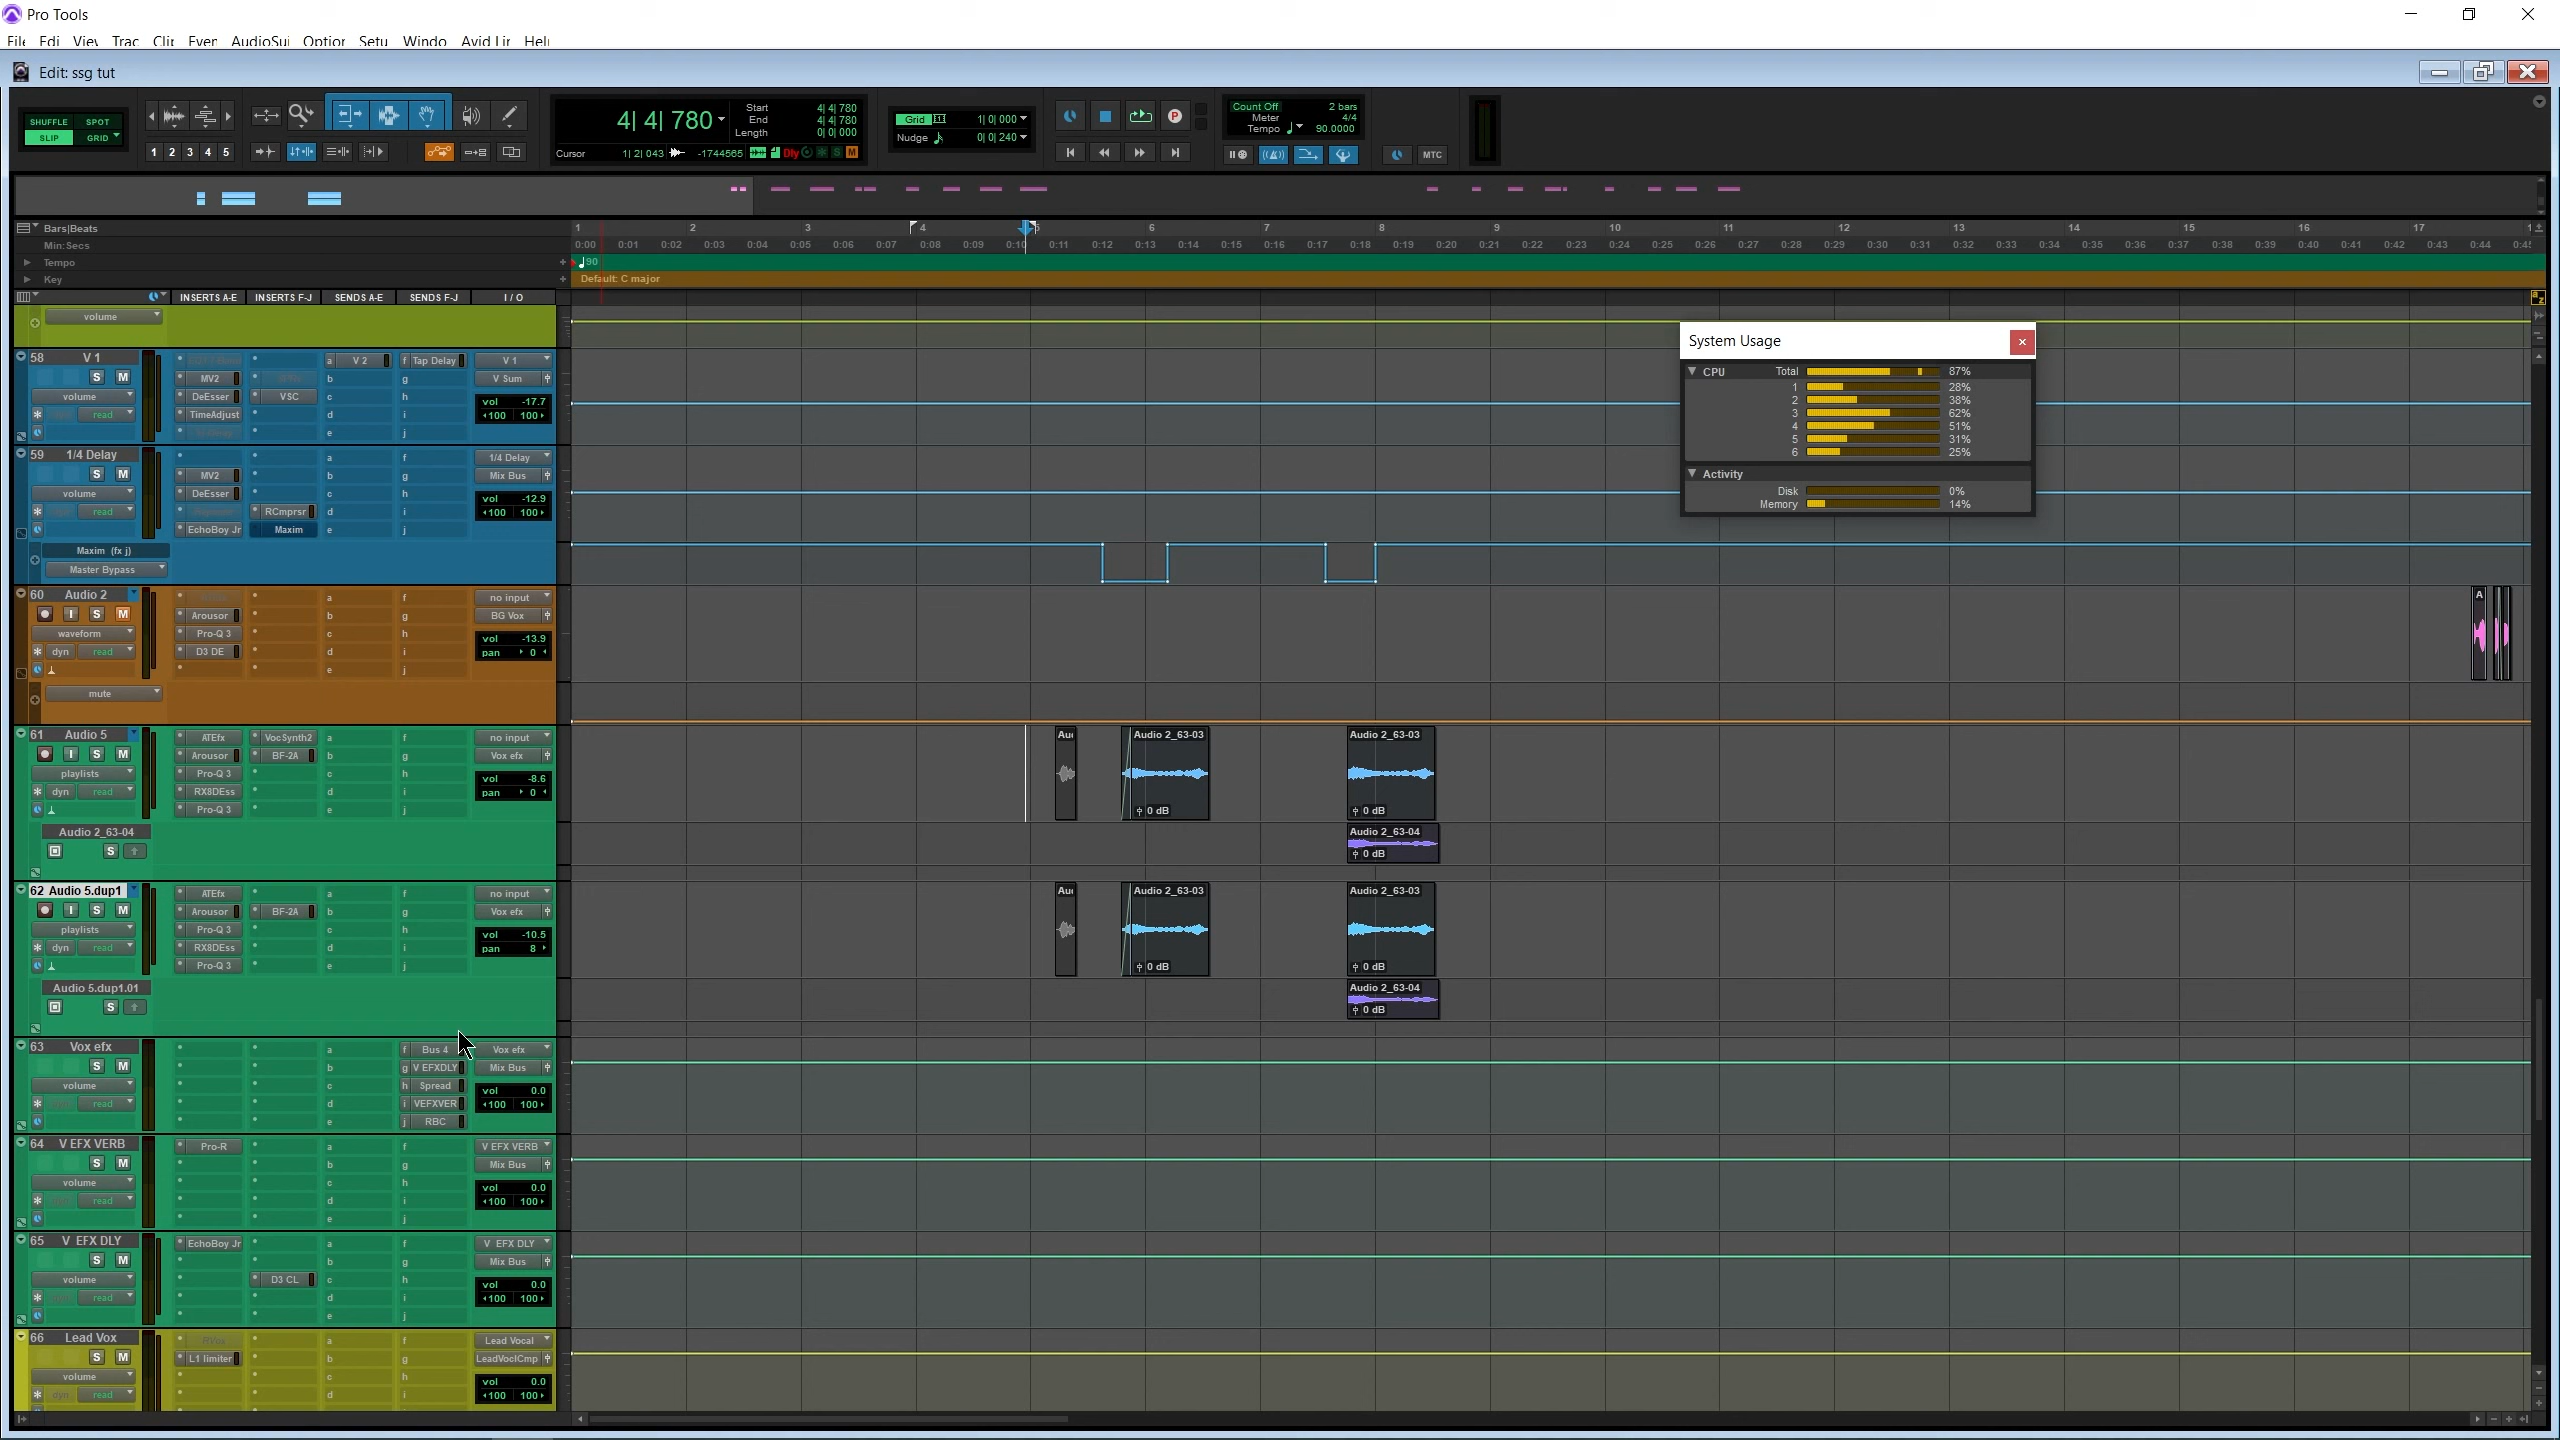 Pro Tools
Edit: ssg tut
SHUFFLE SPOT
SLIP GRID
1 2 3 4 5
4| 4| 780
Start 4| 4| 780
End 4| 4| 780
Length 0| 0| 000
Cursor 1| 2| 043 -1744565 Dly S M
Grid 1| 0| 000
Nudge 0| 0| 240
P
Count Off 2 bars
Meter 4/4
Tempo 90.0000
MTC
Bars|Beats 1 2 3 4 5 6 7 8 9 10 11 12 13 14 15 16 17
Min:Secs 0:00 0:01 0:02 0:03 0:04 0:05 0:06 0:07 0:08 0:09 0:10 0:11 0:12 0:13 0:14 0:15 0:16 0:17 0:18 0:19 0:20 0:21 0:22 0:23 0:24 0:25 0:26 0:27 0:28 0:29 0:30 0:31 0:32 0:33 0:34 0:35 0:36 0:37 0:38 0:39 0:40 0:41 0:42 0:43 0:44
Tempo 90
Key Default: C major
INSERTS A-E INSERTS F-J SENDS A-E SENDS F-J I / O
volume
58 V 1 a V 2 f Tap Delay V 1
S M MV2 b g V Sum
volume DeEsser VSC c h vol -17.7
read TimeAdjust d i 100 100
e j
59 1/4 Delay a f 1/4 Delay
S M MV2 b g Mix Bus
volume DeEsser c h vol -12.9
read RCmprsr d i 100 100
EchoBoy Jr Maxim e j
Maxim (fx j)
Master Bypass
60 Audio 2 a f no input
I S M Arousor b g BG Vox
waveform Pro-Q 3 c h vol -13.9
dyn read D3 DE d i pan 0
e j
mute
61 Audio 5 ATEfx VocSynth2 a f no input
I S M Arousor BF-2A b g Vox efx
playlists Pro-Q 3 c h vol -8.6
dyn read RX8DEss d i pan 0
Pro-Q 3 e j
Audio 2_63-03 Audio 2_63-03
0 dB 0 dB
Audio 2_63-04
S
Audio 2_63-04
0 dB
62 Audio 5.dup1 ATEfx a f no input
I S M Arousor BF-2A b g Vox efx
playlists Pro-Q 3 c h vol -10.5
dyn read RX8DEss d i pan 8
Pro-Q 3 e j
Audio 2_63-03 Audio 2_63-03
0 dB 0 dB
Audio 5.dup1.01
S
Audio 2_63-04
0 dB
63 Vox efx a f Bus 4 Vox efx
S M b g V EFXDLY Mix Bus
volume c h Spread vol 0.0
read d i VEFXVER 100 100
e j RBC
64 V EFX VERB Pro-R a f V EFX VERB
S M b g Mix Bus
volume c h vol 0.0
read d i 100 100
e j
65 V EFX DLY EchoBoy Jr a f V EFX DLY
S M b g Mix Bus
volume D3 CL c h vol 0.0
read d i 100 100
e j
66 Lead Vox RVox a f Lead Vocal
S M L1 limiter b g LeadVoclCmp
volume c h vol 0.0
dyn read d i 100 100
System Usage
CPU Total 87%
1 28%
2 38%
3 62%
4 51%
5 31%
6 25%
Activity
Disk 0%
Memory 14%